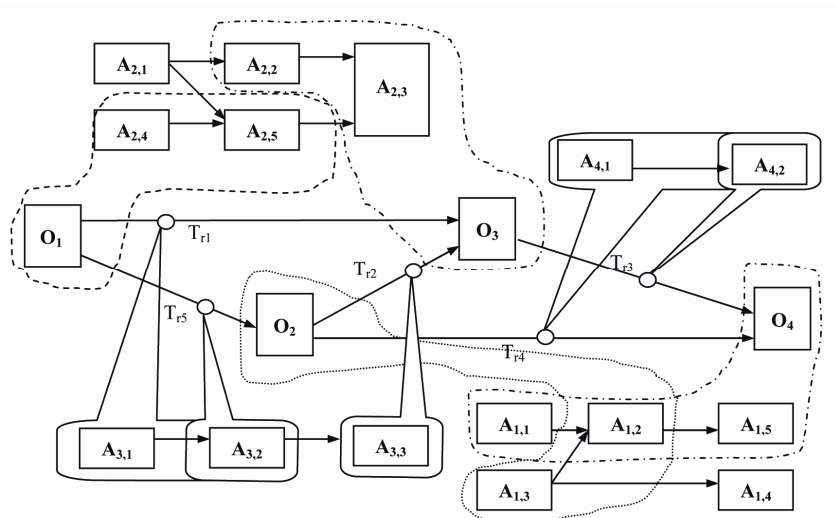 A2,1
A2,2
A2,3
A2,4
A2,5
A4,1
A4,2
O1
Tr1
O3
Tr2
Tr3
Tr5
O2
O4
Tr4
A1,1
A1,2
A1,5
A3,1
A3,2
A3,3
A1,3
A1,4